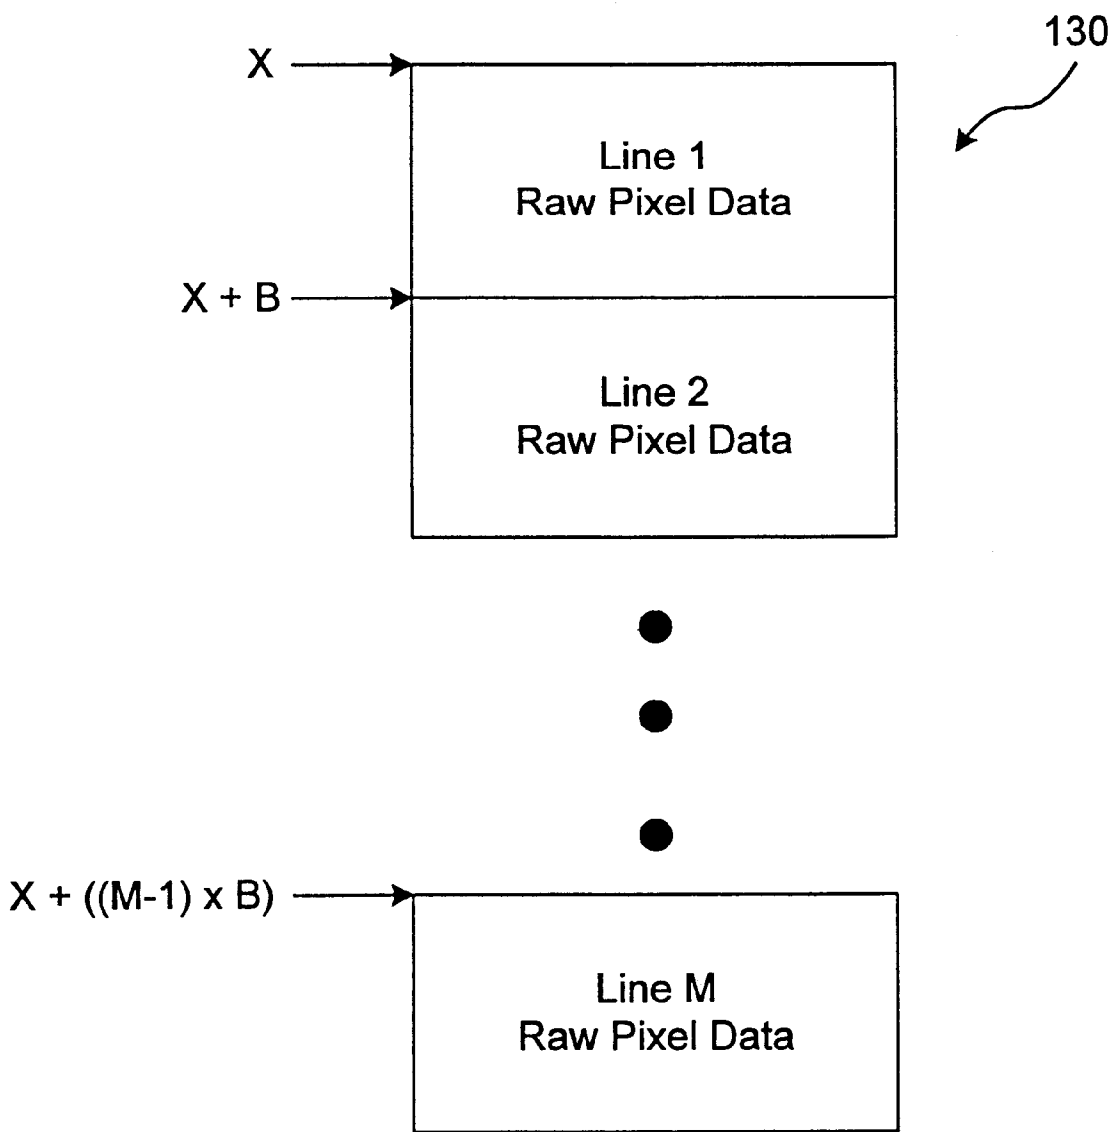 130
X
Line 1
Raw Pixel Data
X + B
Line 2
Raw Pixel Data
X + ((M-1) x B)
Line M
Raw Pixel Data